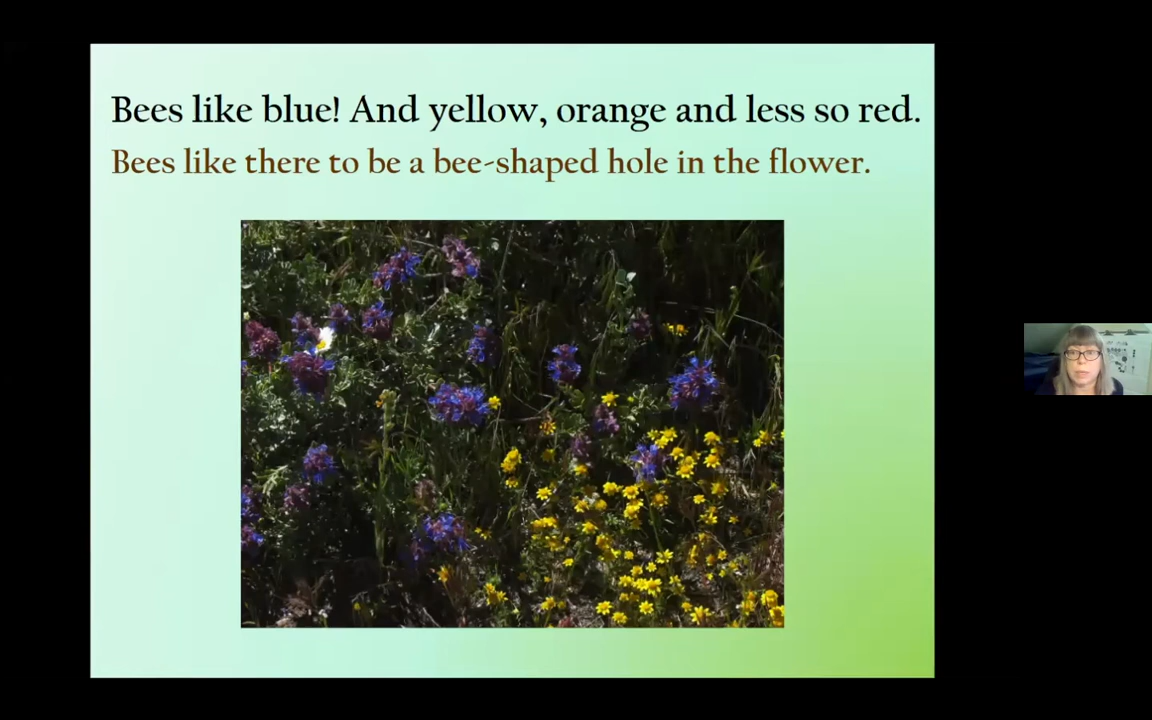 Bees like blue! And yellow, orange and less so red.
Bees like there to be a bee-shaped hole in the flower.